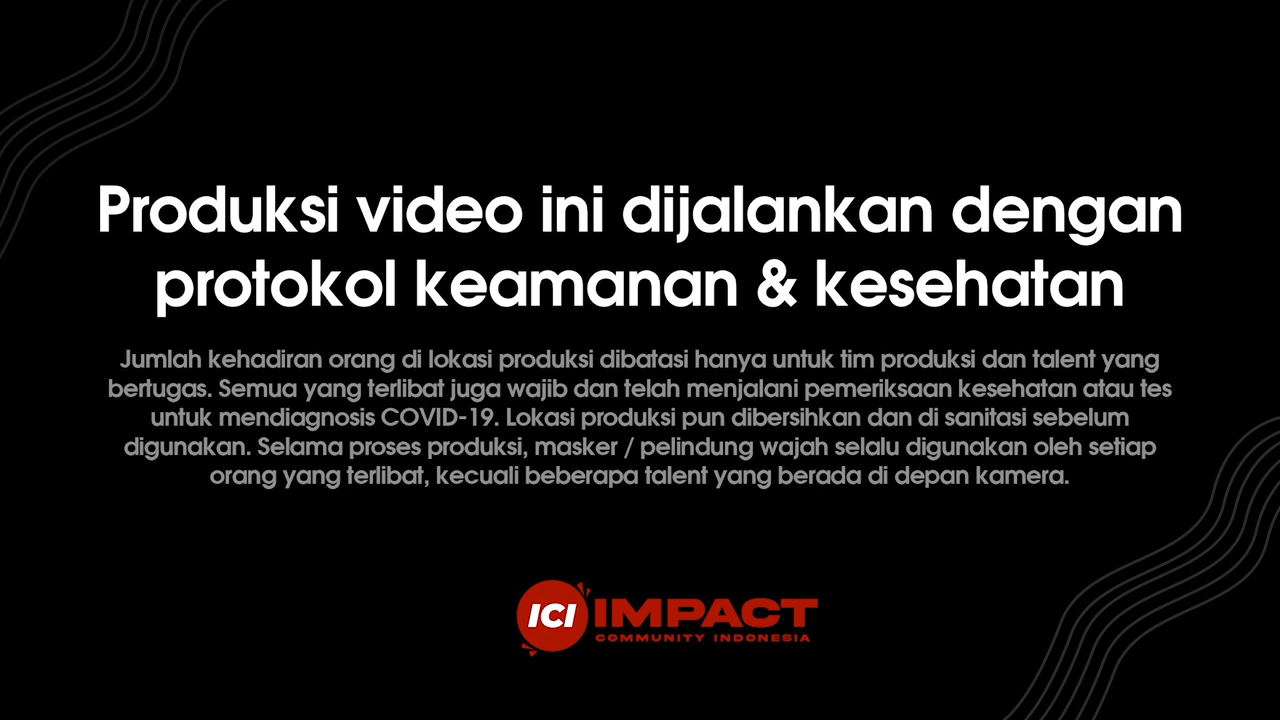 Produksi video ini dijalankan dengan
protokol keamanan & kesehatan
Jumlah kehadiran orang di lokasi produksi dibatasi hanya untuk tim produksi dan talent yang
bertugas. Semua yang terlibat juga wajib dan telah menjalani pemeriksaan kesehatan atau tes
untuk mendiagnosis COVID-19. Lokasi produksi pun dibersihkan dan di sanitasi sebelum
digunakan. Selama proses produksi, masker / pelindung wajah selalu digunakan oleh setiap
orang yang terlibat, kecuali beberapa talent yang berada di depan kamera.
ICI IMPACT
COMMUNITY INDONESIA